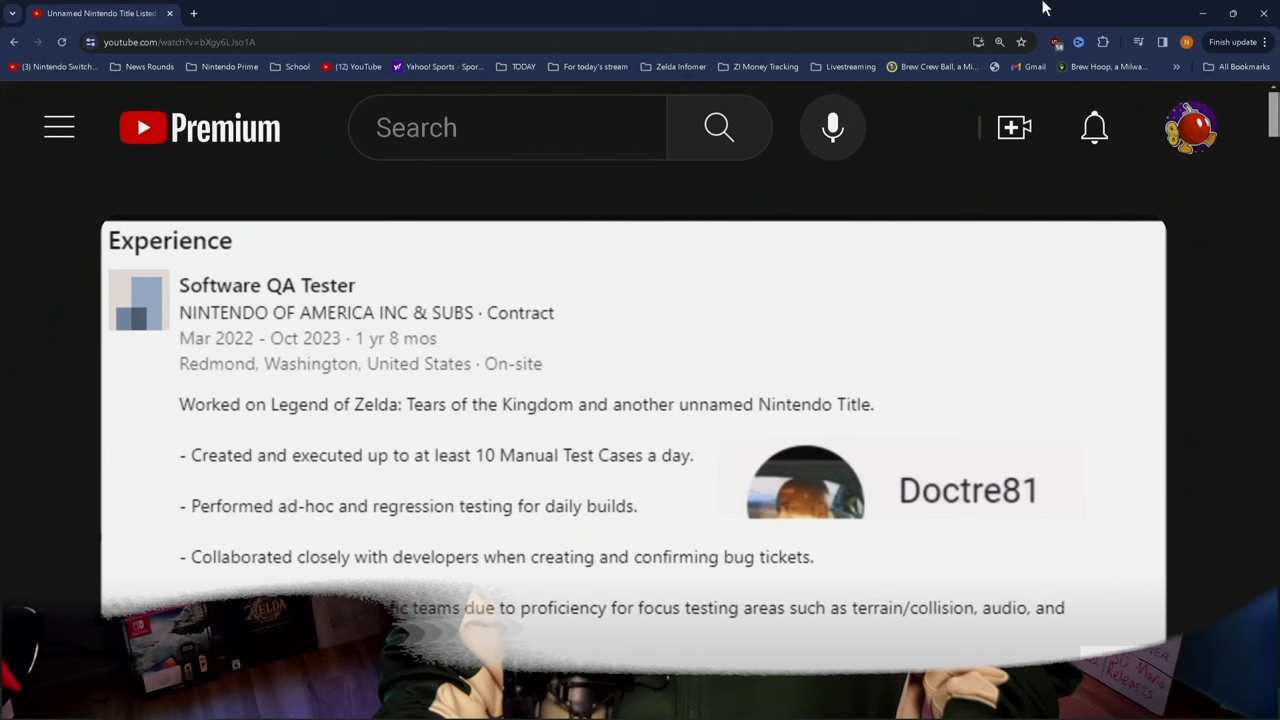 Unnamed Nintendo Title Listed
youtube.com/watch?v=bXgy6LJso1A
58
N
Finish update
(3) Nintendo Switch...
News Rounds
Nintendo Prime
School
(12) YouTube
Yahoo! Sports - Spor...
TODAY
For today's stream
Zelda Informer
ZI Money Tracking
Livestreaming
Brew Crew Ball, a Mi...
Gmail
Brew Hoop, a Milwa...
»
All Bookmarks
Premium
Search
Experience
Software QA Tester
NINTENDO OF AMERICA INC & SUBS · Contract
Mar 2022 - Oct 2023 · 1 yr 8 mos
Redmond, Washington, United States · On-site
Worked on Legend of Zelda: Tears of the Kingdom and another unnamed Nintendo Title.
- Created and executed up to at least 10 Manual Test Cases a day.
Doctre81
- Performed ad-hoc and regression testing for daily builds.
- Collaborated closely with developers when creating and confirming bug tickets.
teams due to proficiency for focus testing areas such as terrain/collision, audio, and
ZELDA
2D Mario
Releases